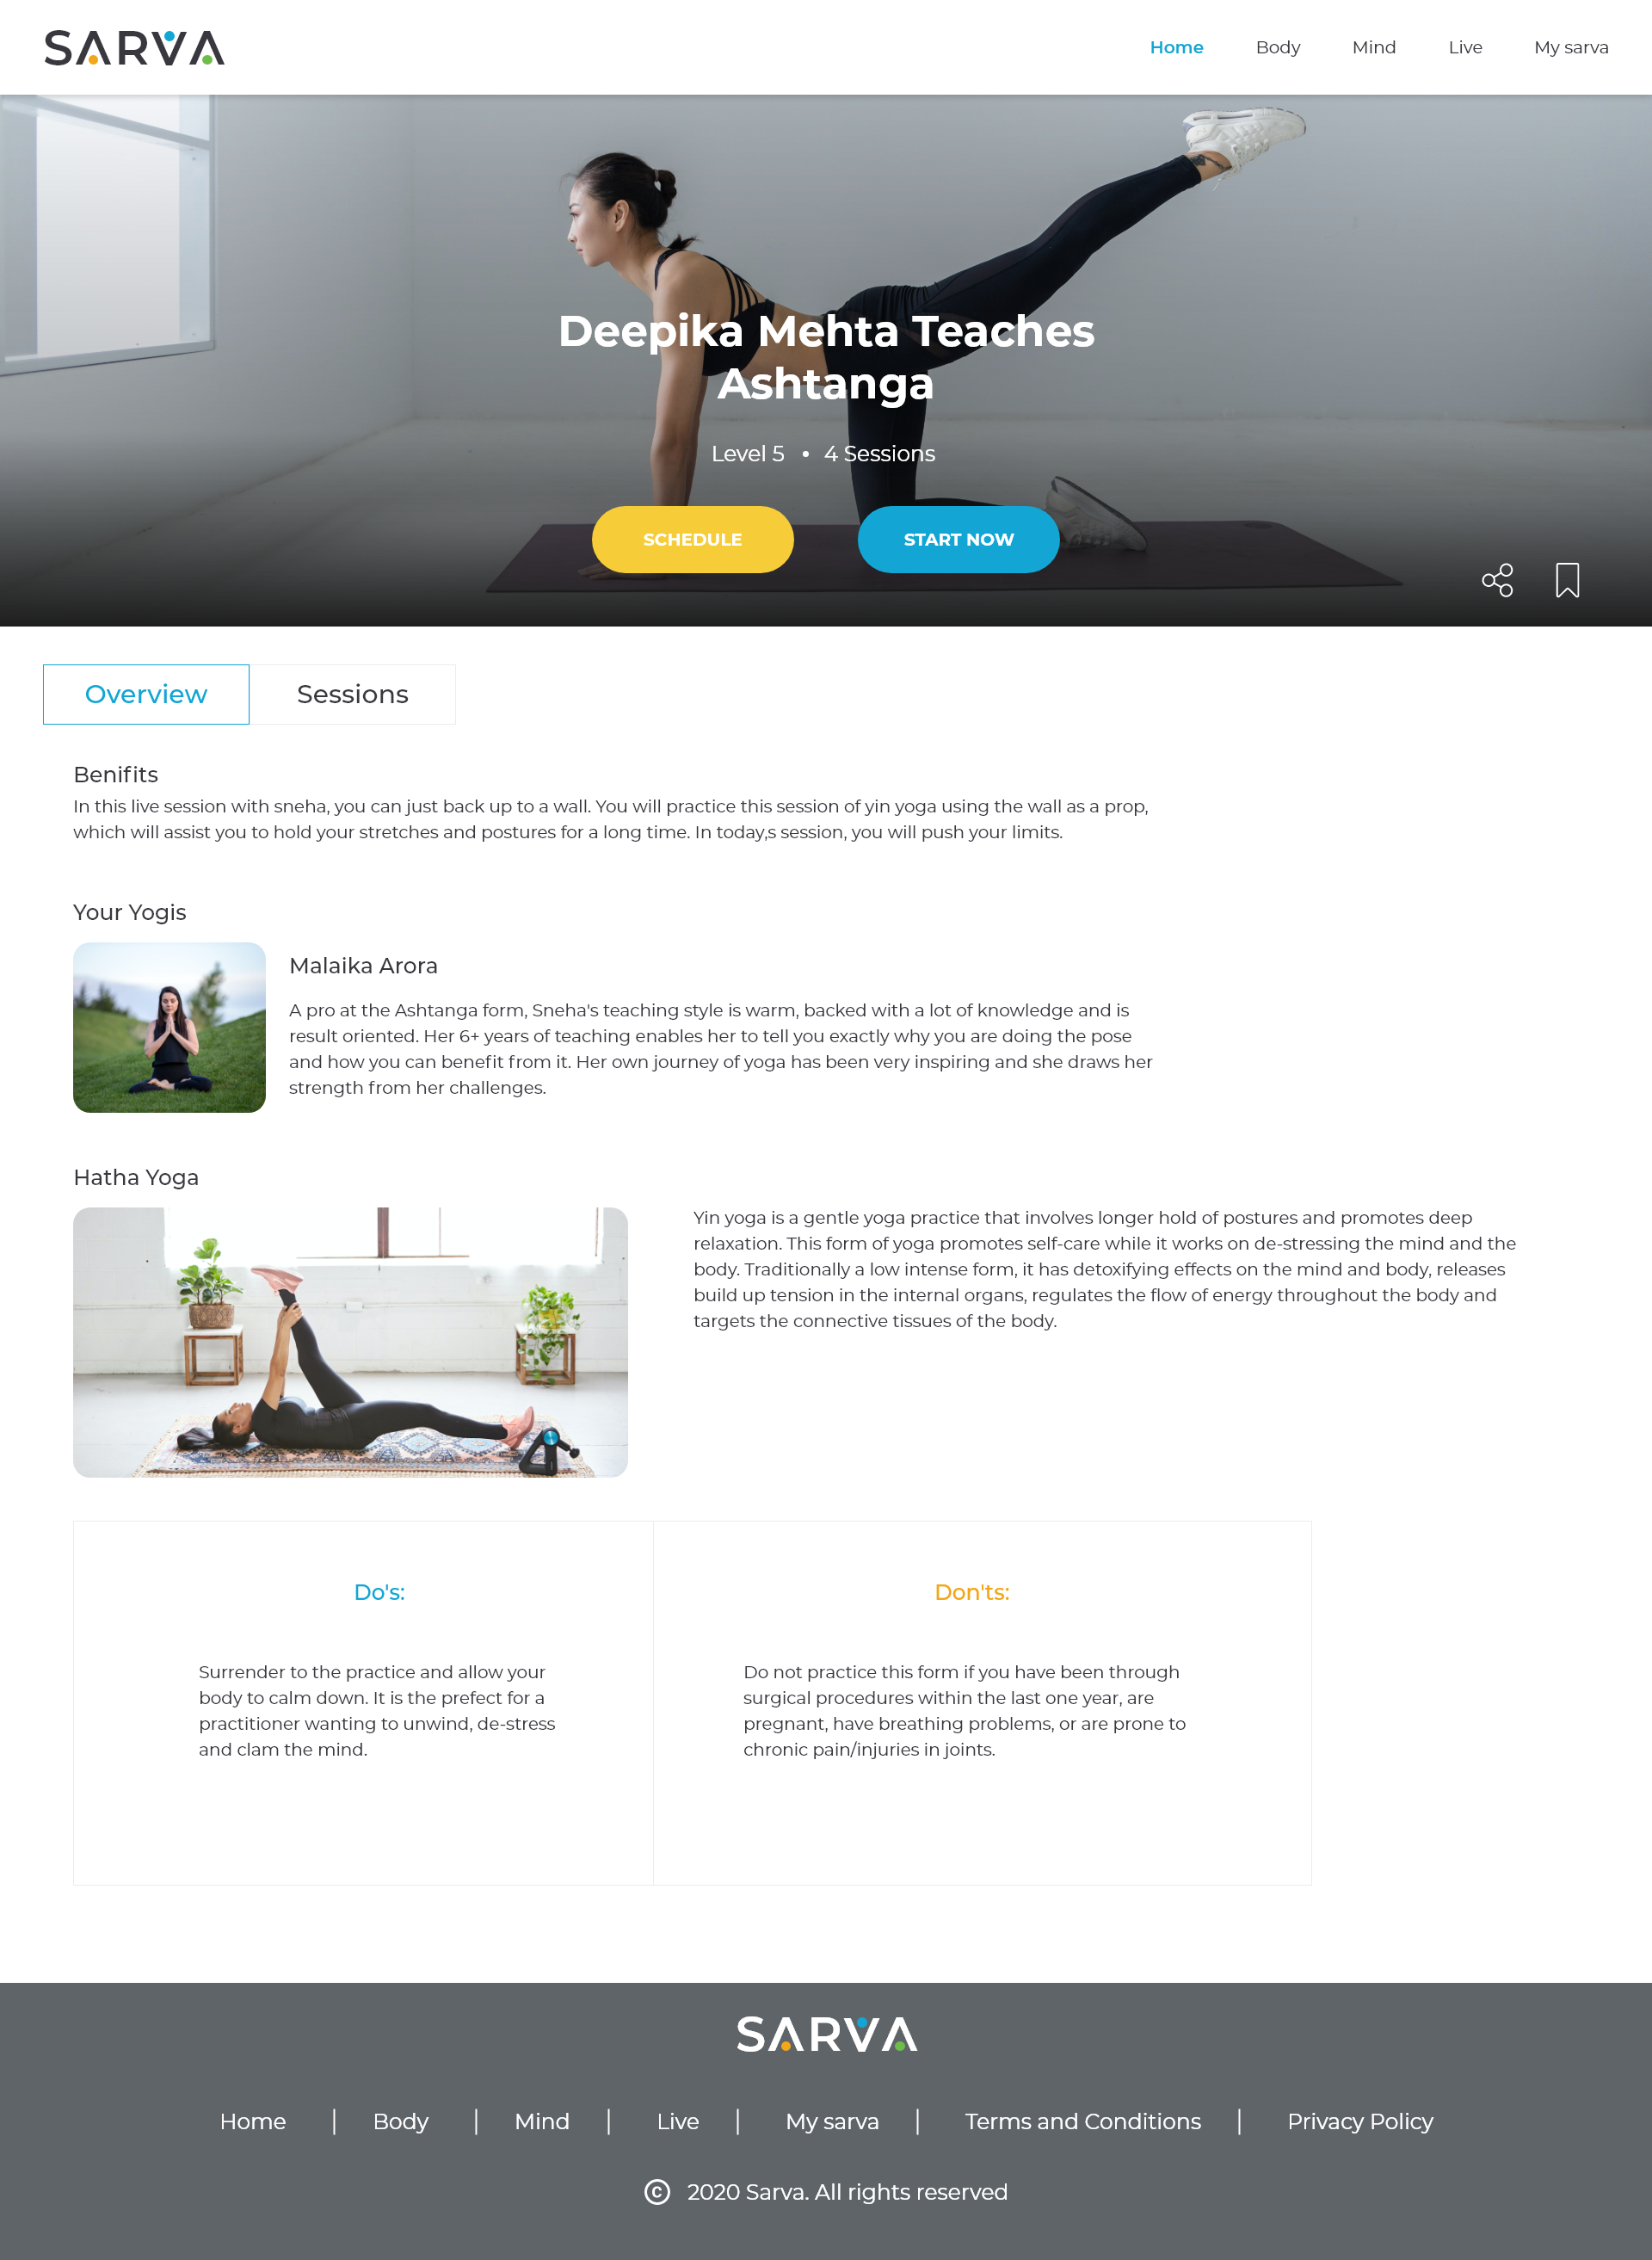 SARVA
Home Body Mind Live My sarva
Deepika Mehta Teaches
Ashtanga
Level 5 • 4 Sessions
SCHEDULE START NOW
Overview Sessions
Benifits
In this live session with sneha, you can just back up to a wall. You will practice this session of yin yoga using the wall as a prop,
which will assist you to hold your stretches and postures for a long time. In today,s session, you will push your limits.
Your Yogis
Malaika Arora
A pro at the Ashtanga form, Sneha's teaching style is warm, backed with a lot of knowledge and is
result oriented. Her 6+ years of teaching enables her to tell you exactly why you are doing the pose
and how you can benefit from it. Her own journey of yoga has been very inspiring and she draws her
strength from her challenges.
Hatha Yoga
Yin yoga is a gentle yoga practice that involves longer hold of postures and promotes deep
relaxation. This form of yoga promotes self-care while it works on de-stressing the mind and the
body. Traditionally a low intense form, it has detoxifying effects on the mind and body, releases
build up tension in the internal organs, regulates the flow of energy throughout the body and
targets the connective tissues of the body.
Do's:
Surrender to the practice and allow your
body to calm down. It is the prefect for a
practitioner wanting to unwind, de-stress
and clam the mind.
Don'ts:
Do not practice this form if you have been through
surgical procedures within the last one year, are
pregnant, have breathing problems, or are prone to
chronic pain/injuries in joints.
SARVA
Home | Body | Mind | Live | My sarva | Terms and Conditions | Privacy Policy
© 2020 Sarva. All rights reserved